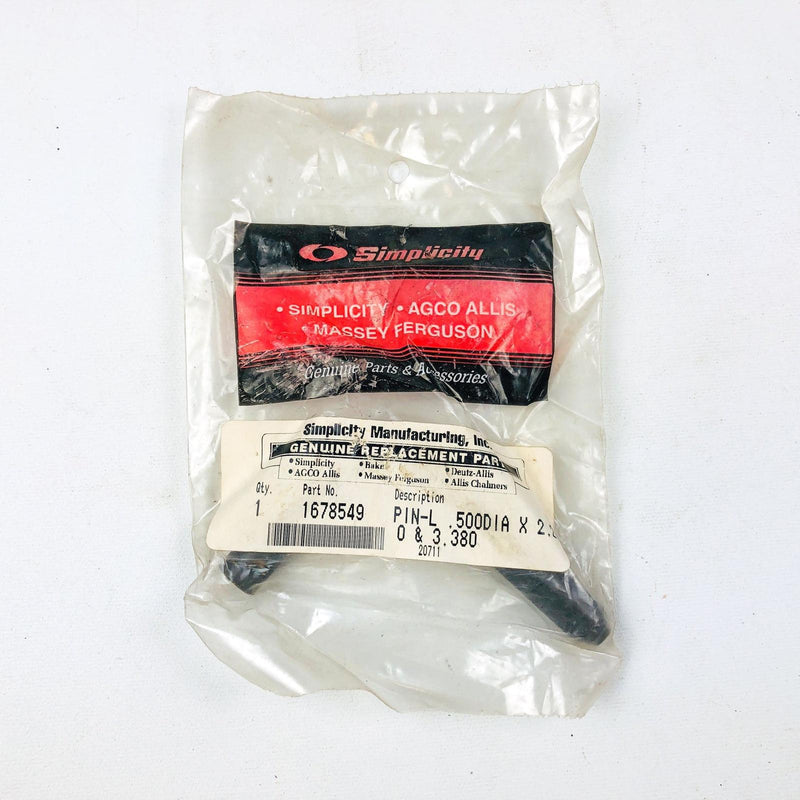 Simplicity
• SIMPLICITY • AGCO ALLIS
• MASSEY FERGUSON
Genuine Parts & Accessories
Simplicity Manufacturing, Inc.
GENUINE REPLACEMENT PART
• Simplicity
• AGCO Allis
• Massey Ferguson
• Deutz-Allis
• Allis Chalmers
Qty. Part No. Description
1 1678549 PIN-L .500DIA X 2.
0 & 3.380
20711